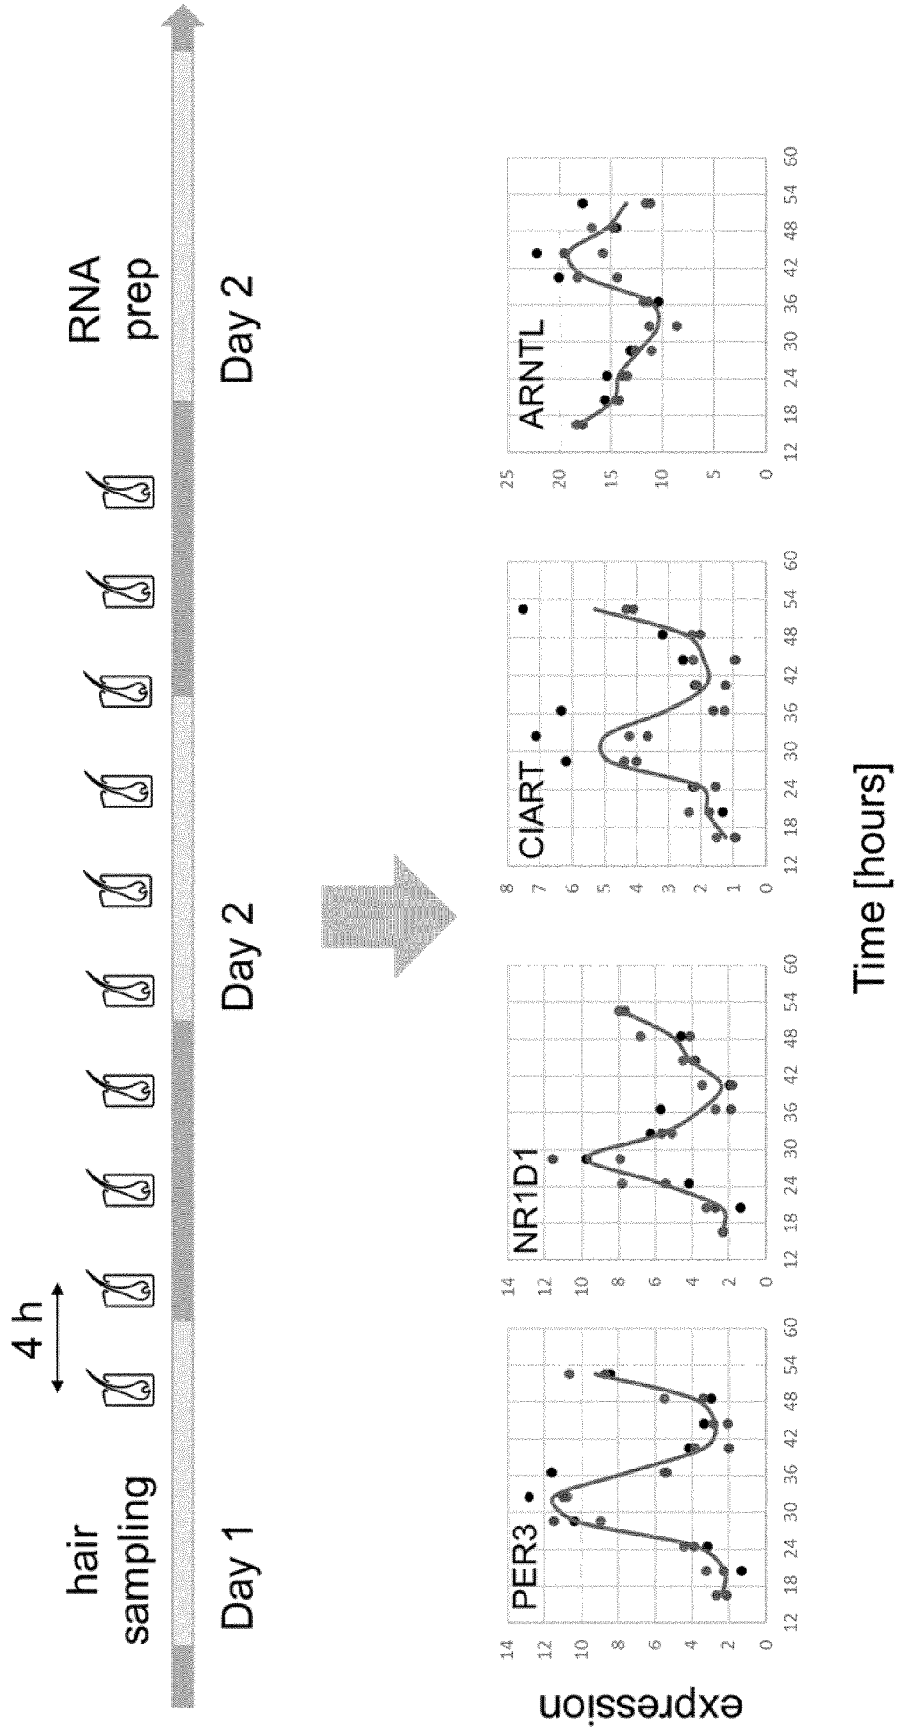 4 h
hair
sampling
RNA
prep
Day 1
Day 2
Day 2
expression
PER3
14
12
10
8
6
4
2
0
12 18 24 30 36 42 48 54 60
NR1D1
14
12
10
8
6
4
2
0
12 18 24 30 36 42 48 54 60
CIART
8
7
6
5
4
3
2
1
0
12 18 24 30 36 42 48 54 60
ARNTL
25
20
15
10
5
0
12 18 24 30 36 42 48 54 60
Time [hours]